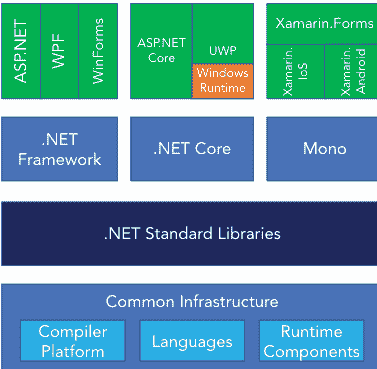 ASP.NET
WPF
WinForms
ASP.NET
Core
UWP
Windows
Runtime
Xamarin.Forms
Xamarin.
IoS
Xamarin.
Android
.NET
Framework
.NET Core
Mono
.NET Standard Libraries
Common Infrastructure
Compiler
Platform
Languages
Runtime
Components